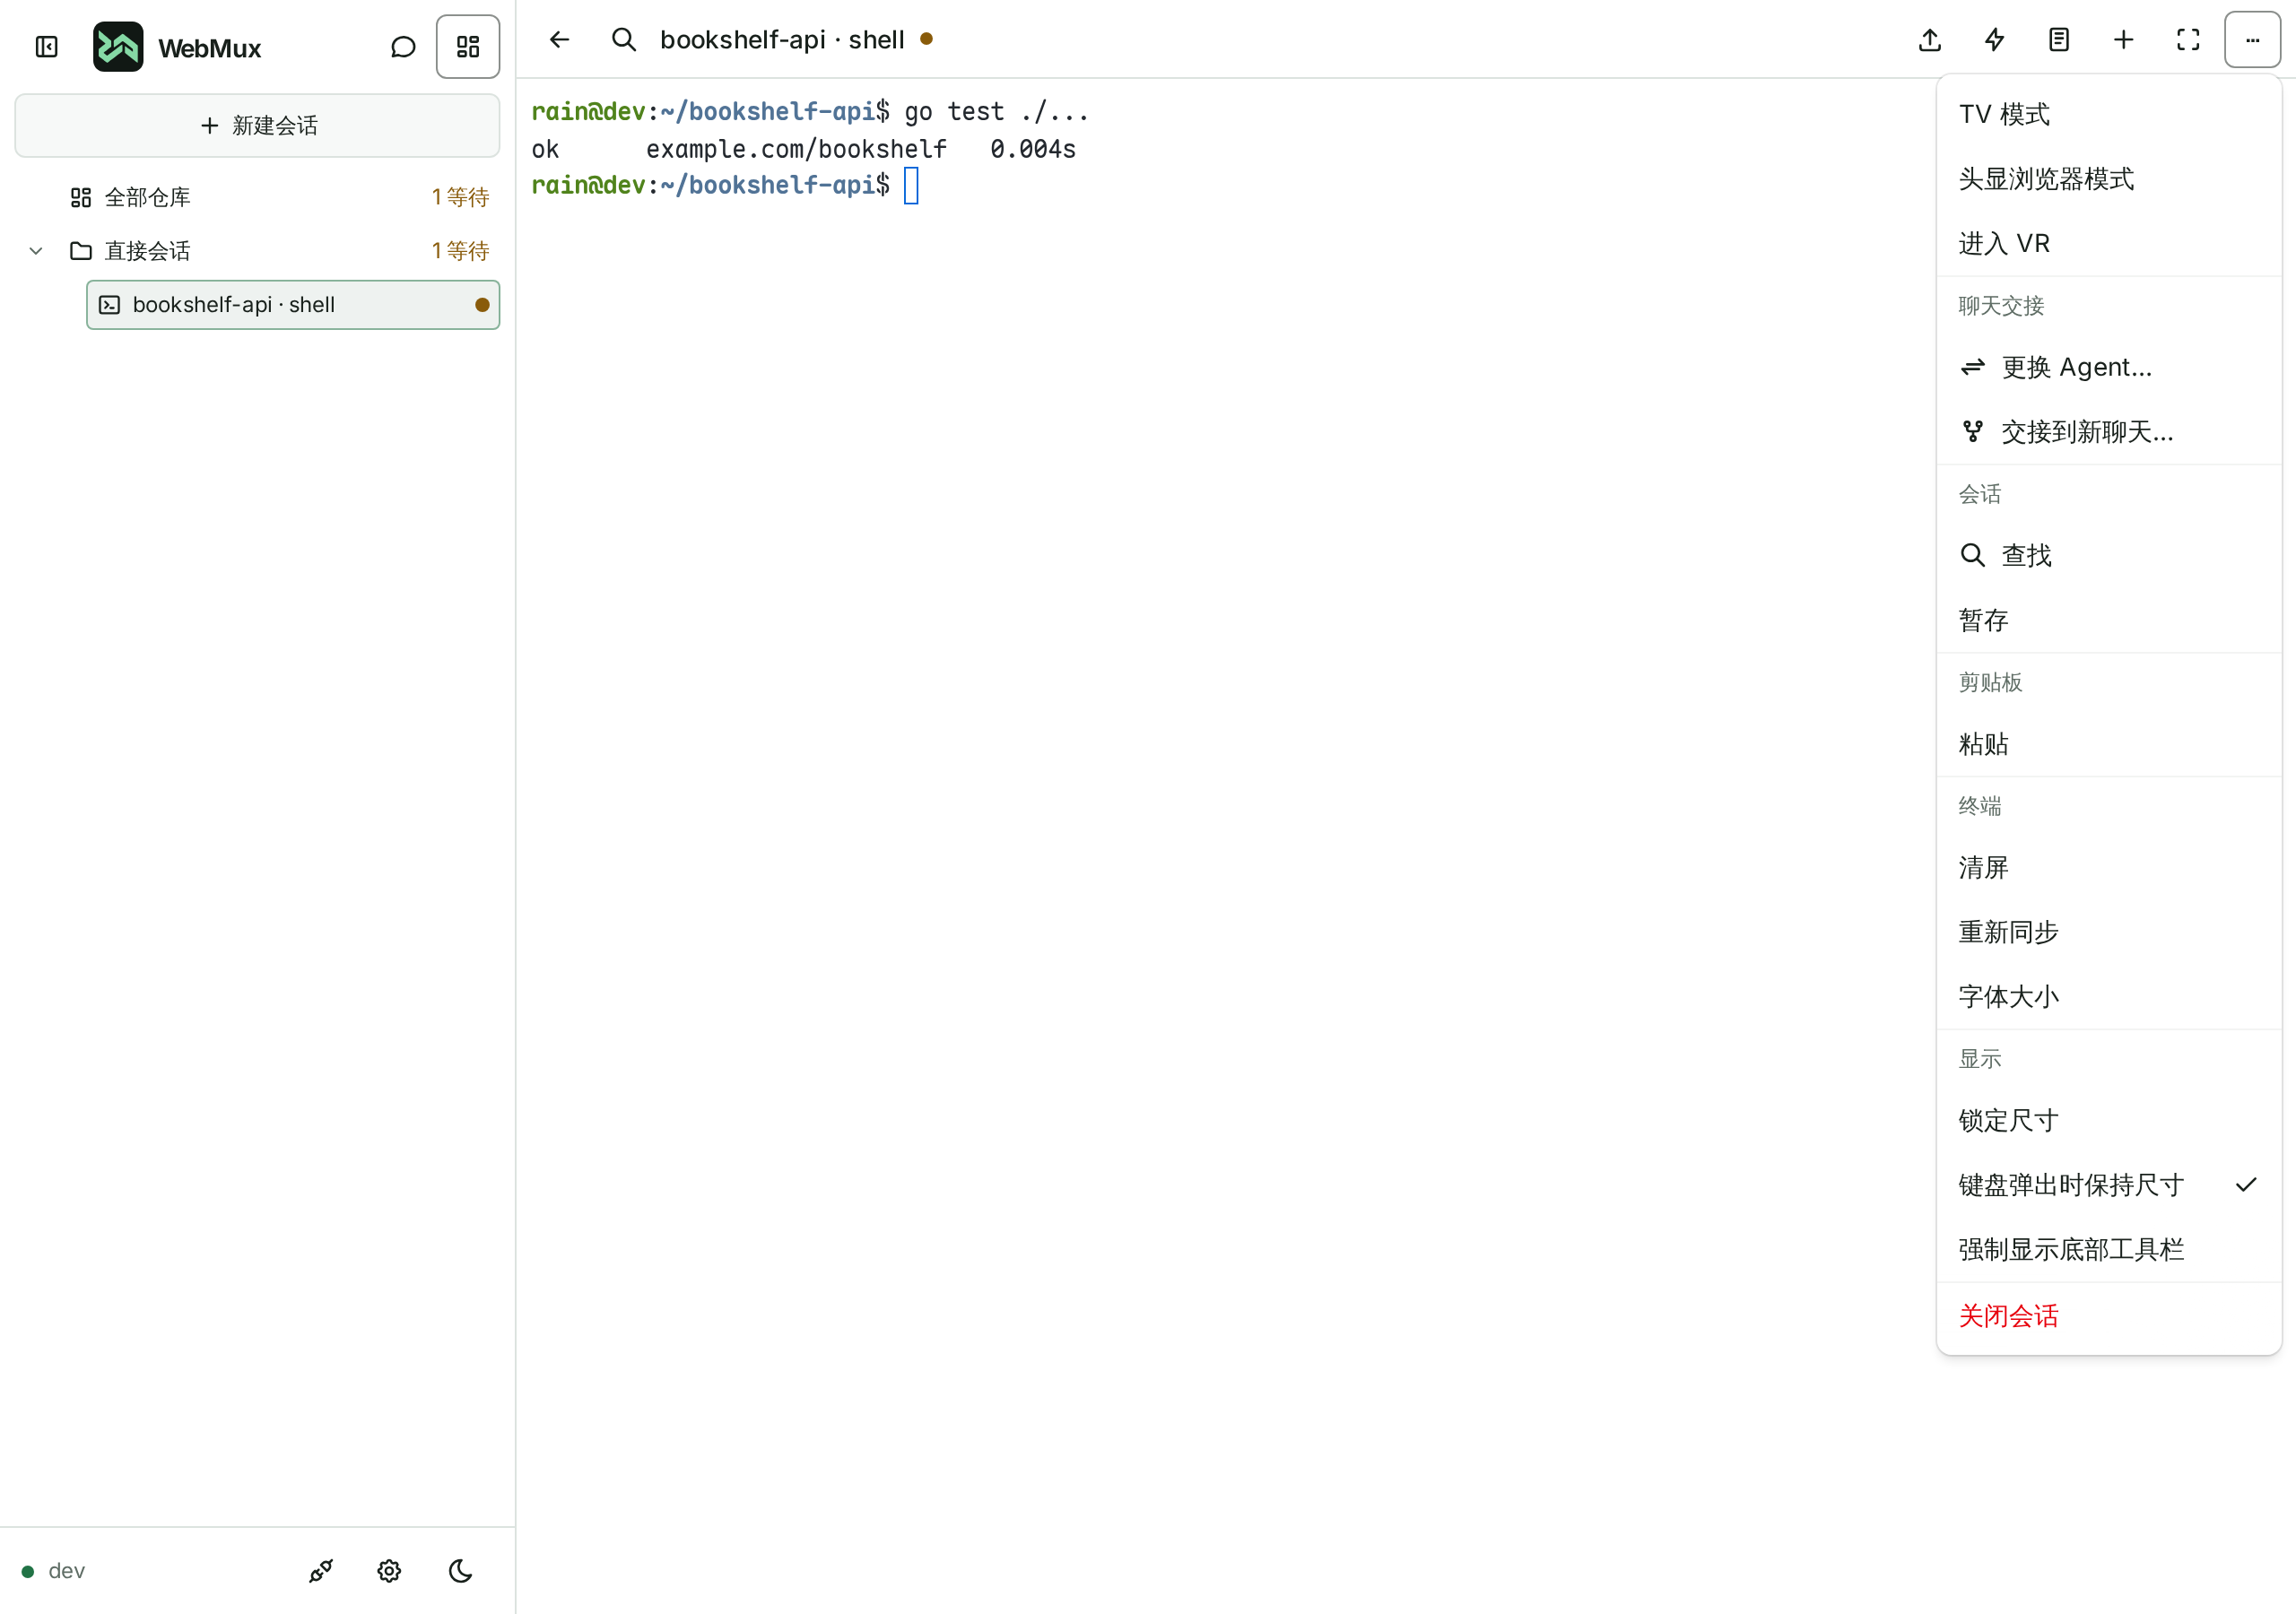 WebMux
新建会话
全部仓库 1 等待
直接会话 1 等待
bookshelf-api · shell
dev
bookshelf-api · shell
rain@dev:~/bookshelf-api$ go test ./...
ok example.com/bookshelf 0.004s
rain@dev:~/bookshelf-api$
TV 模式
头显浏览器模式
进入 VR
聊天交接
更换 Agent...
交接到新聊天...
会话
查找
暂存
剪贴板
粘贴
终端
清屏
重新同步
字体大小
显示
锁定尺寸
键盘弹出时保持尺寸
强制显示底部工具栏
关闭会话